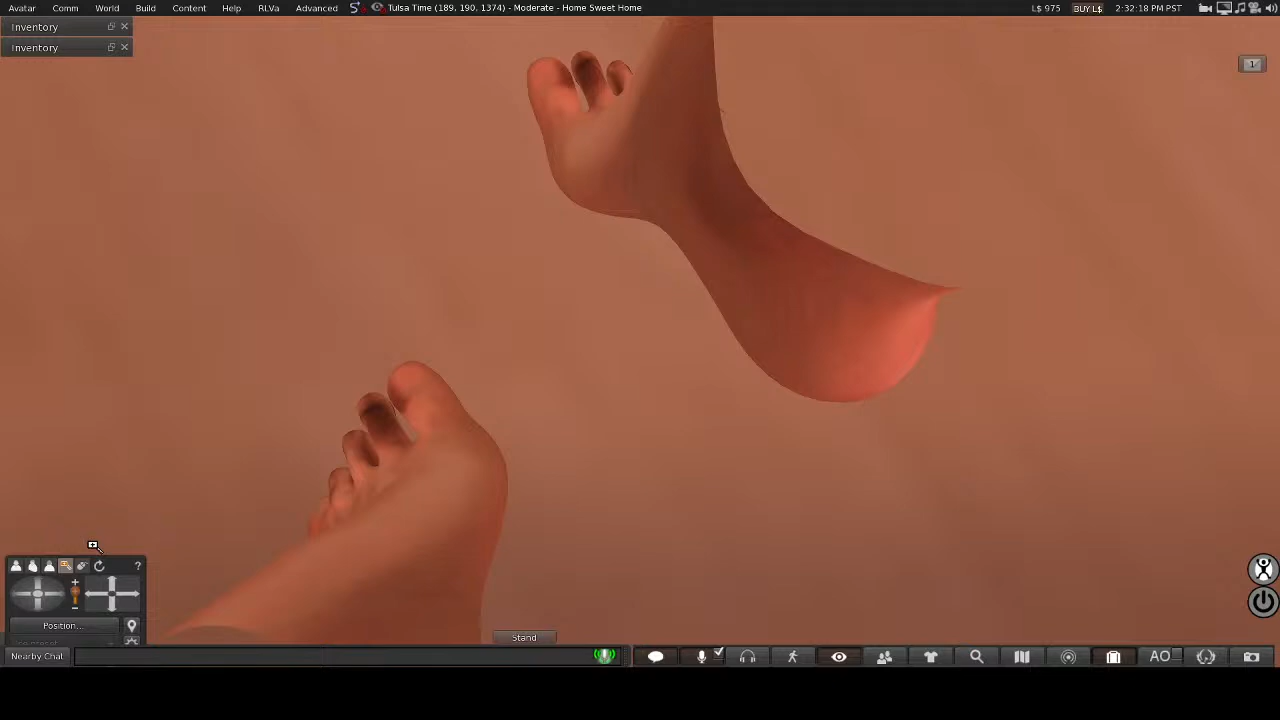 Avatar Comm World Build Content Help RLVa Advanced Tulsa Time (189, 190, 1374) - Moderate - Home Sweet Home L$ 975 BUY L$ 2:32:18 PM PST
Inventory
Inventory
1
?
Position...
Stand
Nearby Chat AO